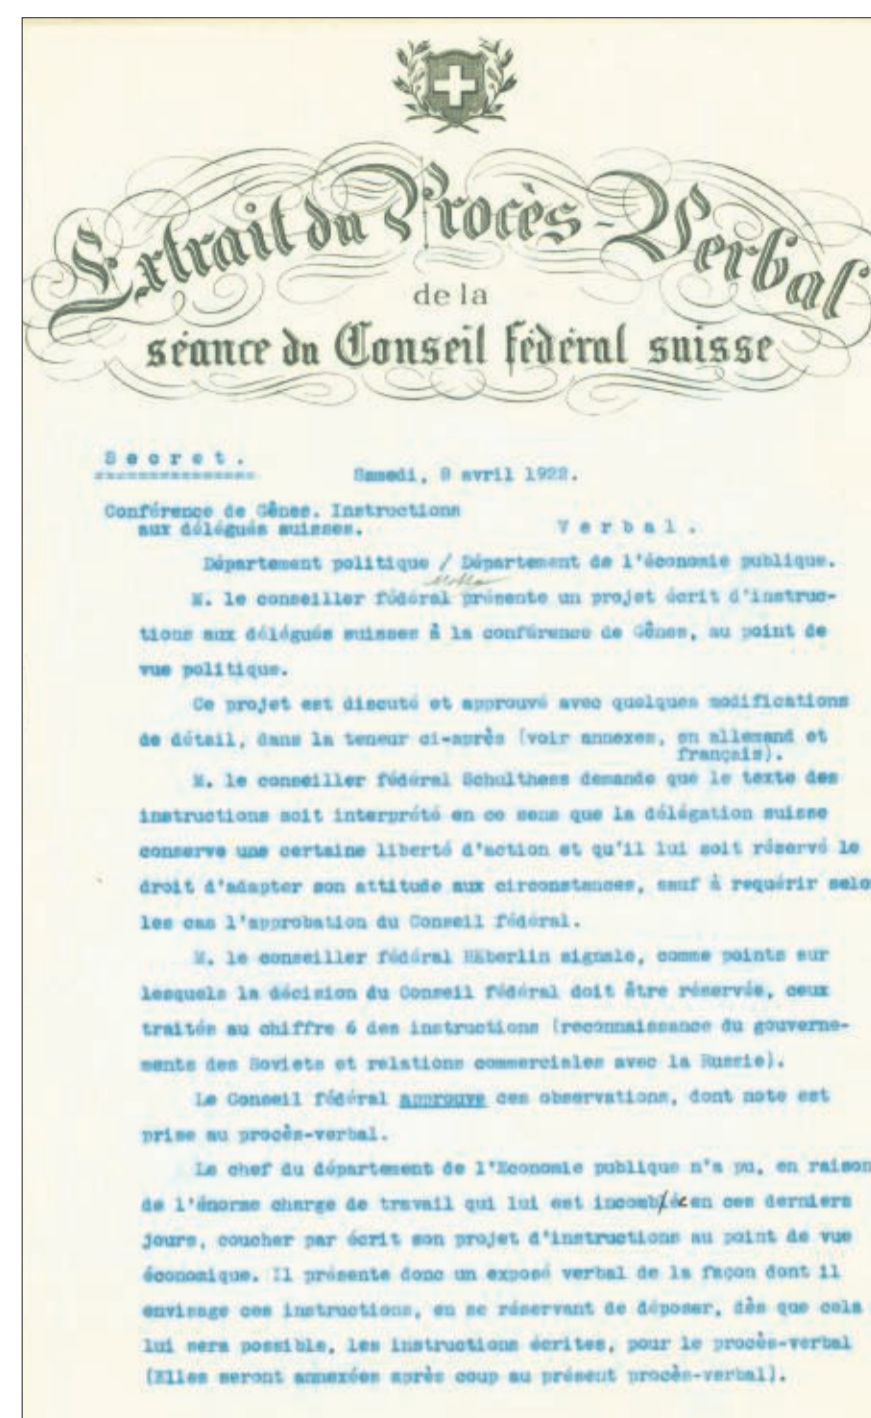 Extrait du Procès-Verbal
de la
séance du Conseil fédéral suisse
Secret.
Samedi, 8 avril 1922.
Conférence de Gênes. Instructions
aux délégués suisses.
Verbal.
Département politique / Département de l'économie publique.
Motta
M. le conseiller fédéral présente un projet écrit d'instruc-
tions aux délégués suisses à la conférence de Gênes, au point de
vue politique.
Ce projet est discuté et approuvé avec quelques modifications
de détail, dans la teneur ci-après (voir annexes, en allemand et
français).
M. le conseiller fédéral Schulthess demande que le texte des
instructions soit interprété en ce sens que la délégation suisse
conserve une certaine liberté d'action et qu'il lui soit réservé le
droit d'adapter son attitude aux circonstances, sauf à requérir selo
les cas l'approbation du Conseil fédéral.
M. le conseiller fédéral Häberlin signale, comme points sur
lesquels la décision du Conseil fédéral doit être réservée, ceux
traités au chiffre 6 des instructions (reconnaissance du gouverne-
ments des Soviets et relations commerciales avec la Russie).
Le Conseil fédéral approuve ces observations, dont note est
prise au procès-verbal.
Le chef du département de l'Economie publique n'a pu, en raison
de l'énorme charge de travail qui lui est incombée en ces derniers
jours, coucher par écrit son projet d'instructions au point de vue
économique. Il présente donc un exposé verbal de la façon dont il
envisage ces instructions, en se réservant de déposer, dès que cela
lui sera possible, les instructions écrites, pour le procès-verbal
(Elles seront annexées après coup au présent procès-verbal).